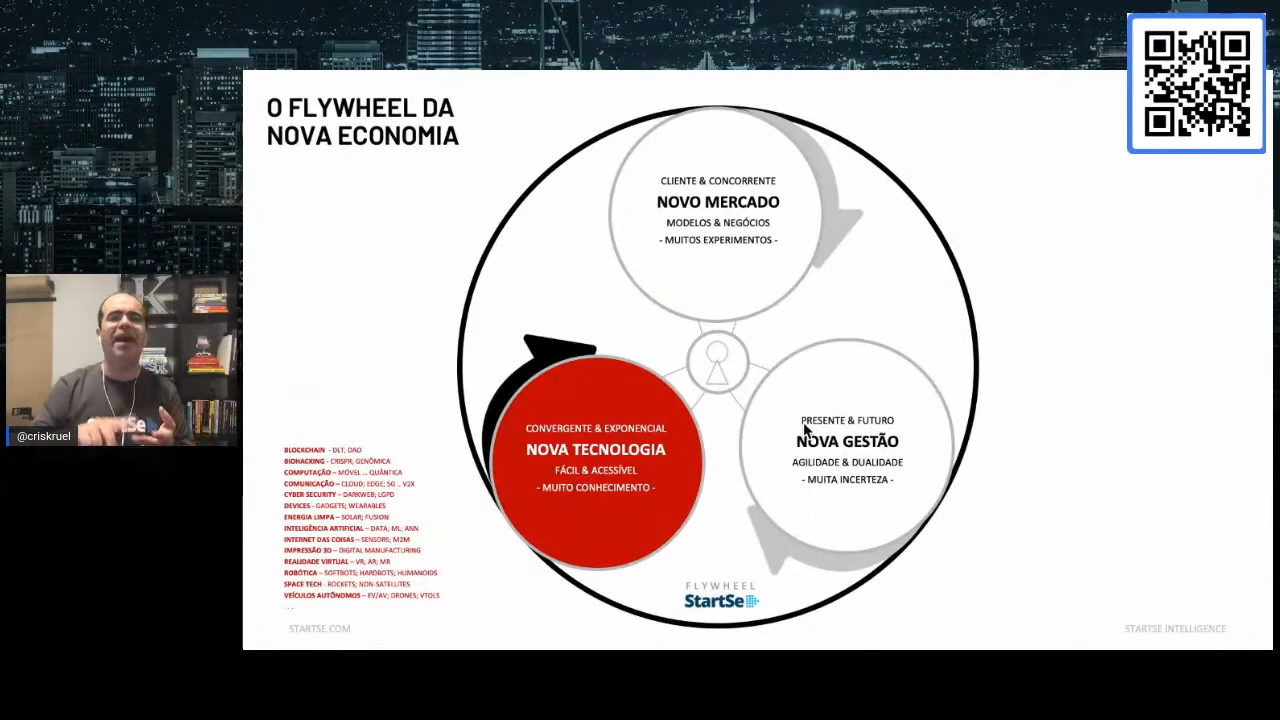 O FLYWHEEL DA
NOVA ECONOMIA
CLIENTE & CONCORRENTE
NOVO MERCADO
MODELOS & NEGÓCIOS
- MUITOS EXPERIMENTOS -
CONVERGENTE & EXPONENCIAL
NOVA TECNOLOGIA
FÁCIL & ACESSÍVEL
- MUITO CONHECIMENTO -
PRESENTE & FUTURO
NOVA GESTÃO
AGILIDADE & DUALIDADE
- MUITA INCERTEZA -
@criskruel
BLOCKCHAIN - DLT; DAO
BIOHACKING - CRISPR; GENÔMICA
COMPUTAÇÃO – MÓVEL ... QUÂNTICA
COMUNICAÇÃO – CLOUD; EDGE; 5G .. V2X
CYBER SECURITY – DARKWEB; LGPD
DEVICES - GADGETS; WEARABLES
ENERGIA LIMPA – SOLAR; FUSION
INTELIGÊNCIA ARTIFICIAL – DATA; ML; ANN
INTERNET DAS COISAS – SENSORS; M2M
IMPRESSÃO 3D – DIGITAL MANUFACTURING
REALIDADE VIRTUAL – VR; AR; MR
ROBÓTICA – SOFTBOTS; HARDBOTS; HUMANOIDS
SPACE TECH - ROCKETS; NON-SATELLITES
VEÍCULOS AUTÔNOMOS – EV/AV; DRONES; VTOLS
...
FLYWHEEL
StartSe
STARTSE.COM
STARTSE INTELLIGENCE